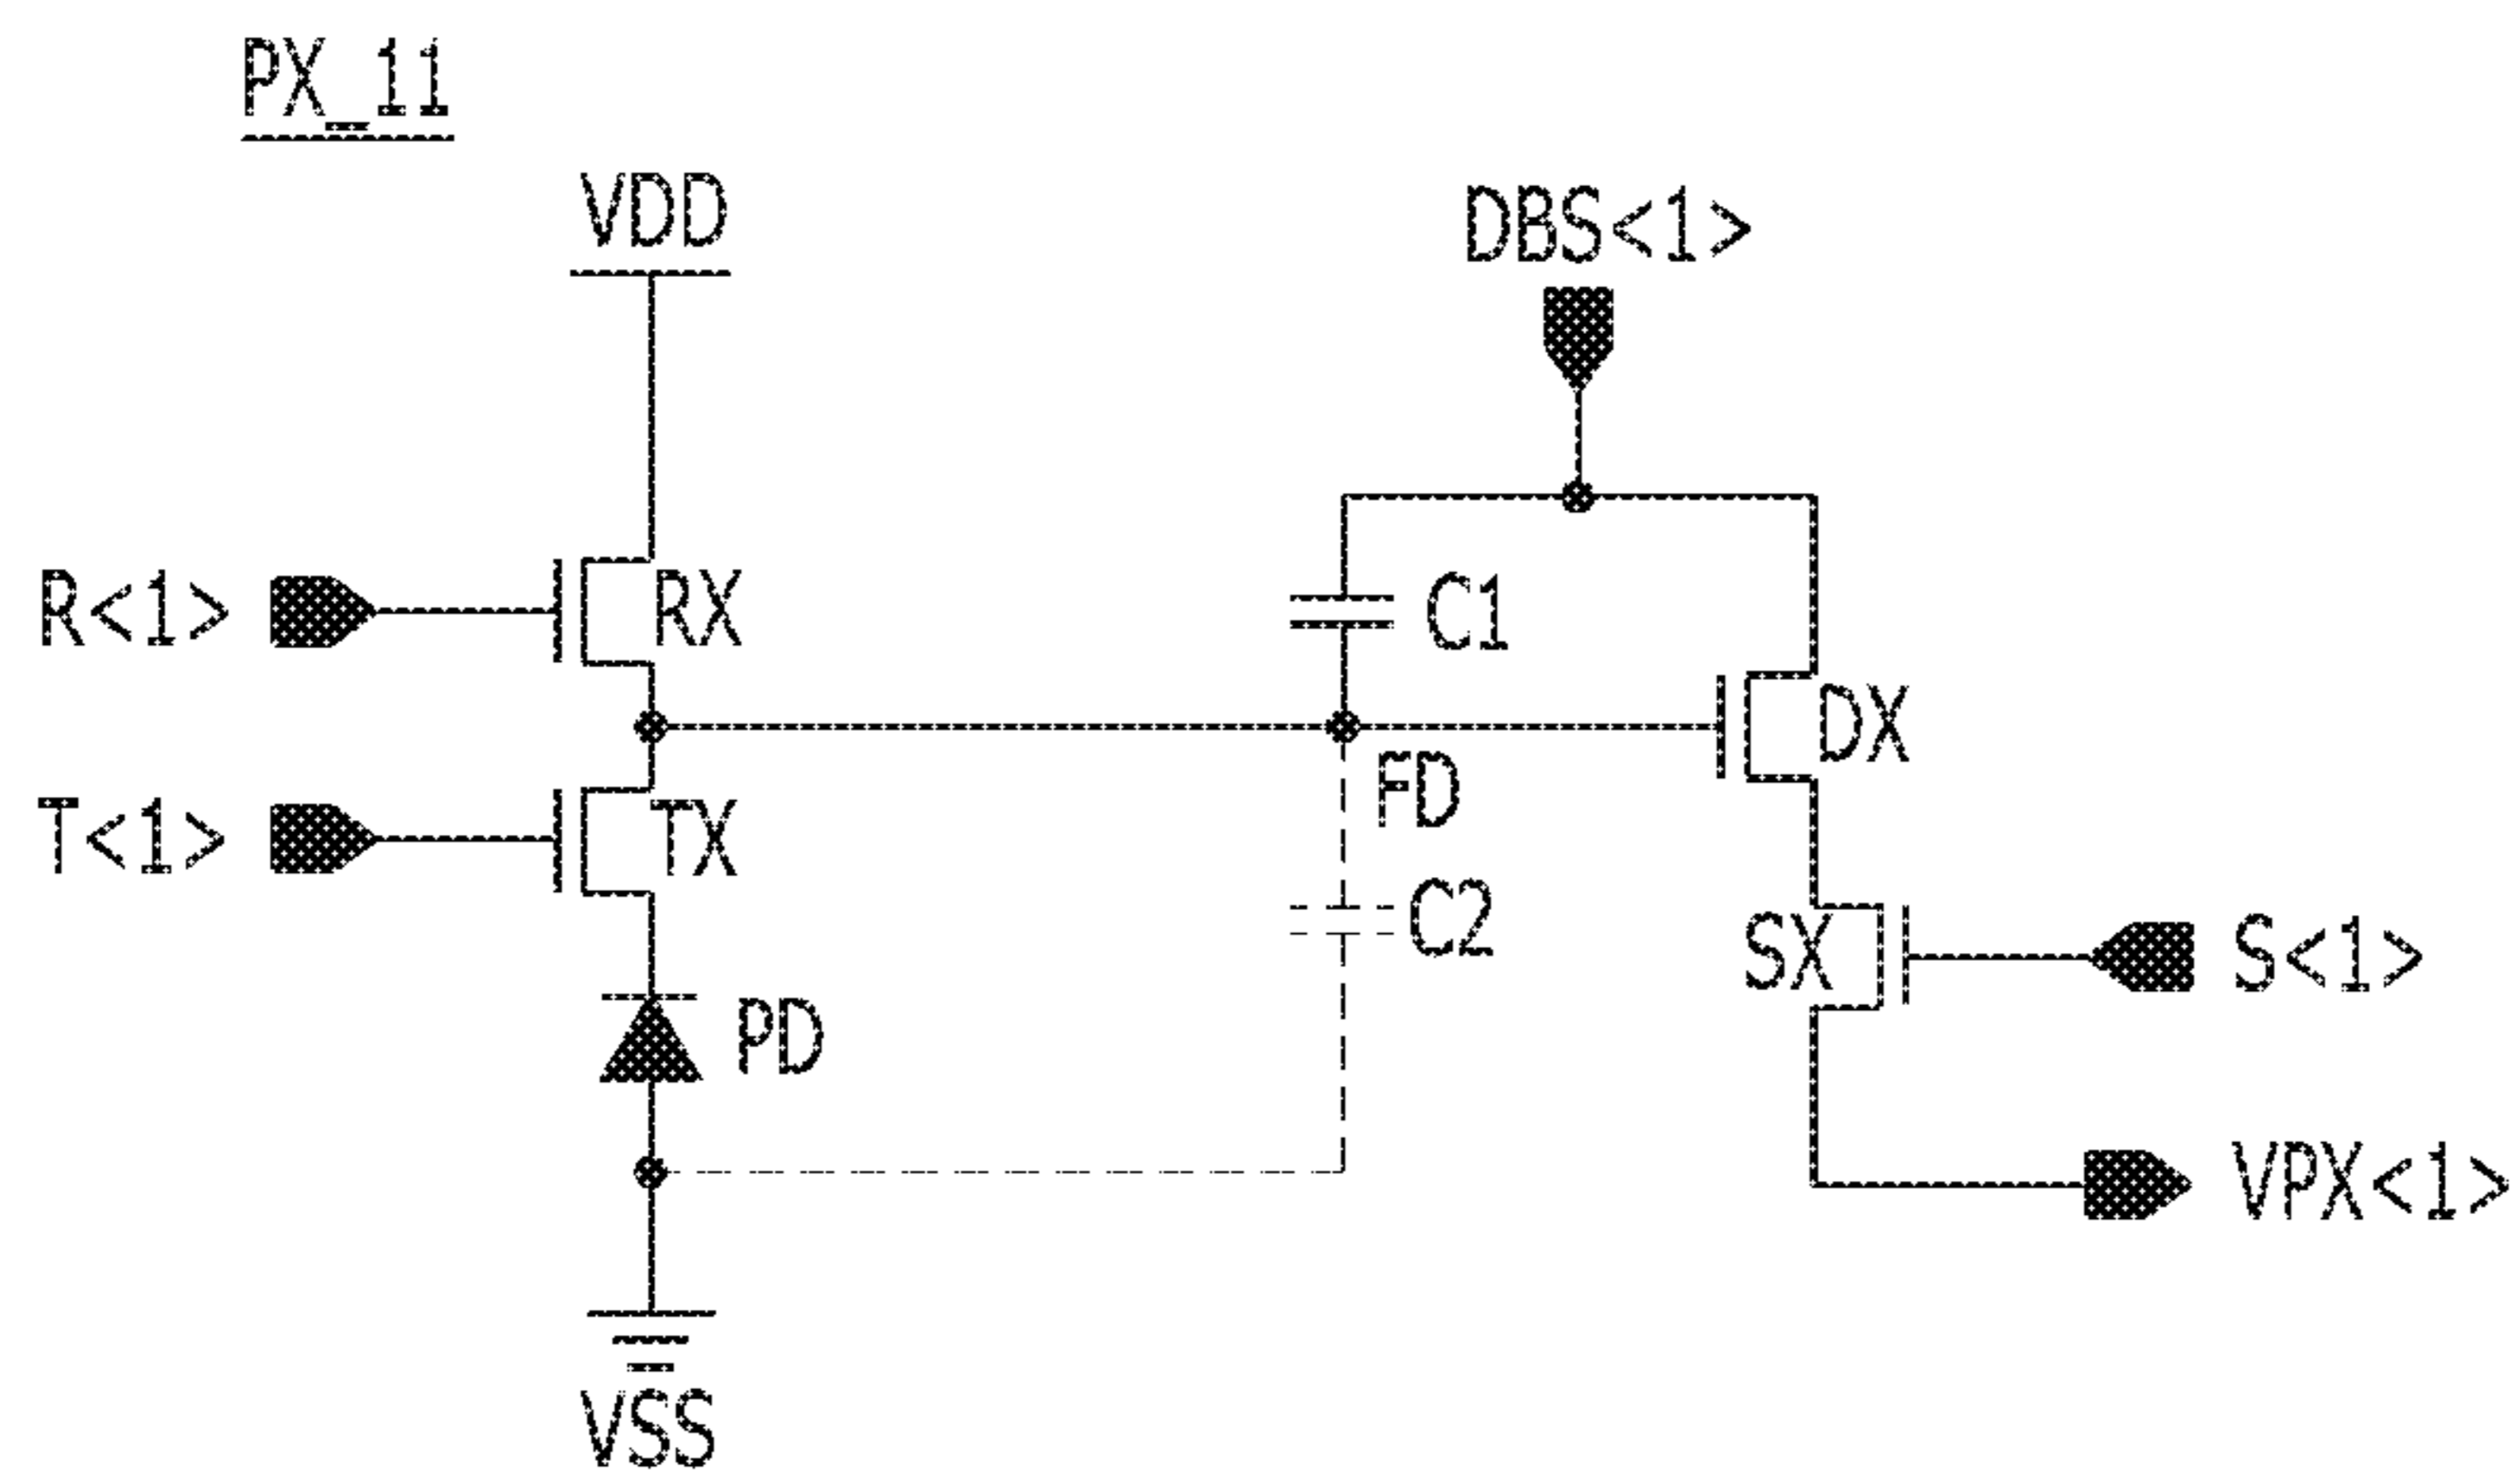 PX_11
VDD
DBS<1>
R<1>
RX
C1
DX
FD
T<1>
TX
C2
SX
S<1>
PD
VPX<1>
VSS